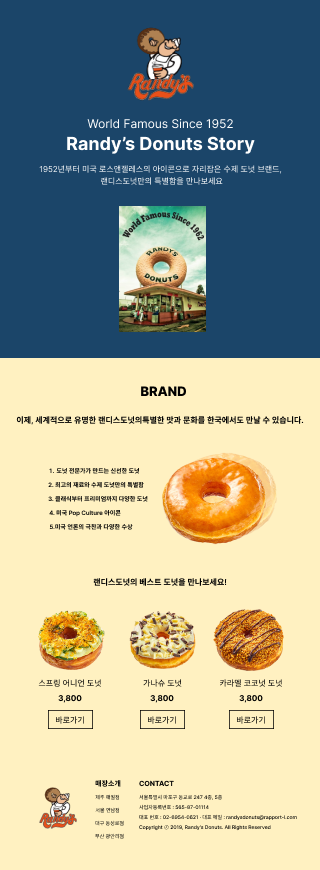 Randy's
World Famous Since 1952
Randy's Donuts Story
1952년부터 미국 로스앤젤레스의 아이콘으로 자리잡은 수제 도넛 브랜드,
랜디스도넛만의 특별함을 만나보세요
World Famous Since 1962
RANDY'S
DONUTS
BRAND
이제, 세계적으로 유명한 랜디스도넛의특별한 맛과 문화를 한국에서도 만날 수 있습니다.
1. 도넛 전문가가 만드는 신선한 도넛
2. 최고의 재료와 수제 도넛만의 특별함
3. 클래식부터 프리미엄까지 다양한 도넛
4. 미국 Pop Culture 아이콘
5.미국 언론의 극찬과 다양한 수상
랜디스도넛의 베스트 도넛을 만나보세요!
스프링 어니언 도넛
가나슈 도넛
카라멜 코코넛 도넛
3,800
3,800
3,800
바로가기
바로가기
바로가기
Randy's
매장소개
제주 애월점
서울 연남점
대구 동성로점
부산 광안리점
CONTACT
서울특별시 마포구 동교로 247 4층, 5층
사업자등록번호 : 565-87-01114
대표 번호 : 02-8954-0621 · 대표 메일 : randysdonuts@rapport-i.com
Copyright ⓒ 2019, Randy's Donuts. All Rights Reserved